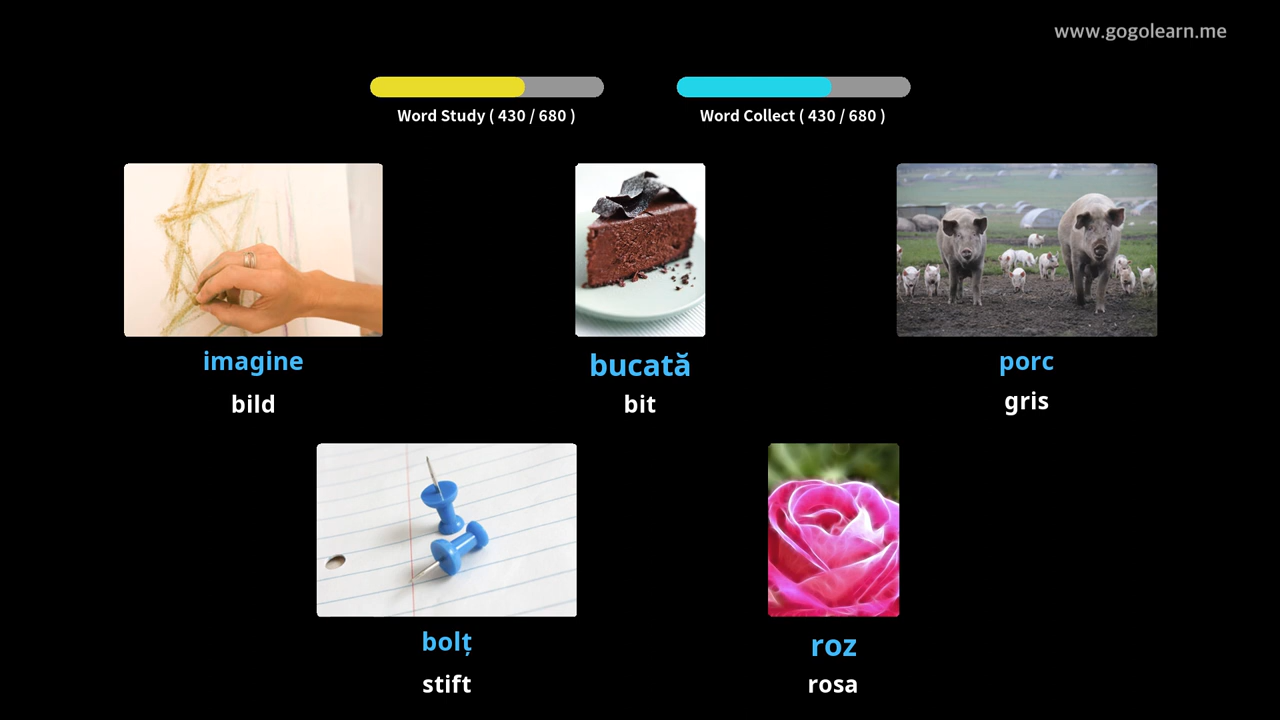 www.gogolearn.me
Word Study ( 430 / 680 )
Word Collect ( 430 / 680 )
imagine
bild
bucată
bit
porc
gris
bolț
stift
roz
rosa